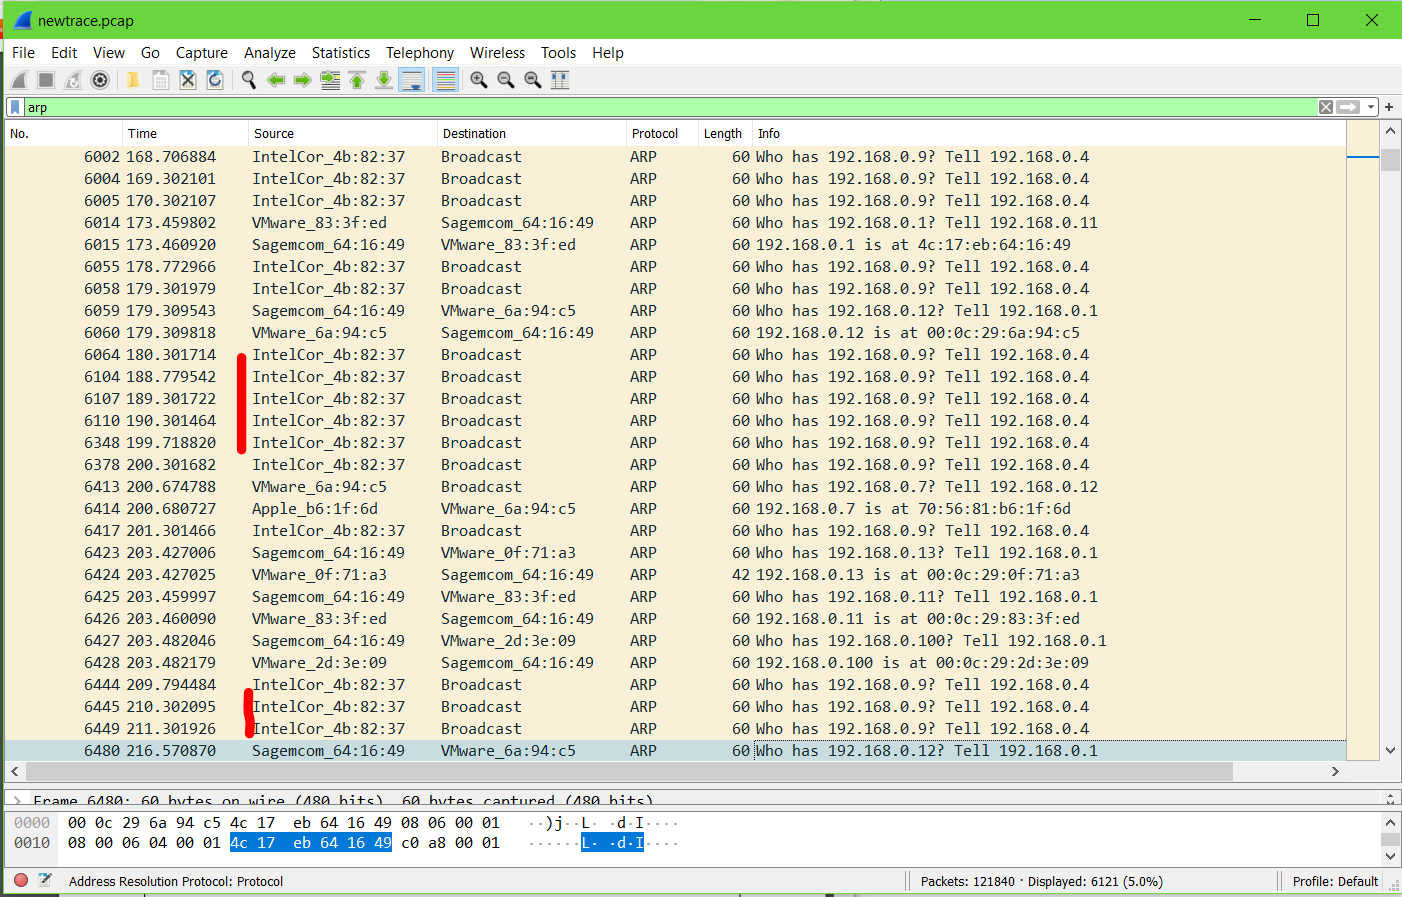 newtrace.pcap
File Edit View Go Capture Analyze Statistics Telephony Wireless Tools Help
arp
No. Time Source Destination Protocol Length Info
6002 168.706884 IntelCor_4b:82:37 Broadcast ARP 60 Who has 192.168.0.9? Tell 192.168.0.4
6004 169.302101 IntelCor_4b:82:37 Broadcast ARP 60 Who has 192.168.0.9? Tell 192.168.0.4
6005 170.302107 IntelCor_4b:82:37 Broadcast ARP 60 Who has 192.168.0.9? Tell 192.168.0.4
6014 173.459802 VMware_83:3f:ed Sagemcom_64:16:49 ARP 60 Who has 192.168.0.1? Tell 192.168.0.11
6015 173.460920 Sagemcom_64:16:49 VMware_83:3f:ed ARP 60 192.168.0.1 is at 4c:17:eb:64:16:49
6055 178.772966 IntelCor_4b:82:37 Broadcast ARP 60 Who has 192.168.0.9? Tell 192.168.0.4
6058 179.301979 IntelCor_4b:82:37 Broadcast ARP 60 Who has 192.168.0.9? Tell 192.168.0.4
6059 179.309543 Sagemcom_64:16:49 VMware_6a:94:c5 ARP 60 Who has 192.168.0.12? Tell 192.168.0.1
6060 179.309818 VMware_6a:94:c5 Sagemcom_64:16:49 ARP 60 192.168.0.12 is at 00:0c:29:6a:94:c5
6064 180.301714 IntelCor_4b:82:37 Broadcast ARP 60 Who has 192.168.0.9? Tell 192.168.0.4
6104 188.779542 IntelCor_4b:82:37 Broadcast ARP 60 Who has 192.168.0.9? Tell 192.168.0.4
6107 189.301722 IntelCor_4b:82:37 Broadcast ARP 60 Who has 192.168.0.9? Tell 192.168.0.4
6110 190.301464 IntelCor_4b:82:37 Broadcast ARP 60 Who has 192.168.0.9? Tell 192.168.0.4
6348 199.718820 IntelCor_4b:82:37 Broadcast ARP 60 Who has 192.168.0.9? Tell 192.168.0.4
6378 200.301682 IntelCor_4b:82:37 Broadcast ARP 60 Who has 192.168.0.9? Tell 192.168.0.4
6413 200.674788 VMware_6a:94:c5 Broadcast ARP 60 Who has 192.168.0.7? Tell 192.168.0.12
6414 200.680727 Apple_b6:1f:6d VMware_6a:94:c5 ARP 60 192.168.0.7 is at 70:56:81:b6:1f:6d
6417 201.301466 IntelCor_4b:82:37 Broadcast ARP 60 Who has 192.168.0.9? Tell 192.168.0.4
6423 203.427006 Sagemcom_64:16:49 VMware_0f:71:a3 ARP 60 Who has 192.168.0.13? Tell 192.168.0.1
6424 203.427025 VMware_0f:71:a3 Sagemcom_64:16:49 ARP 42 192.168.0.13 is at 00:0c:29:0f:71:a3
6425 203.459997 Sagemcom_64:16:49 VMware_83:3f:ed ARP 60 Who has 192.168.0.11? Tell 192.168.0.1
6426 203.460090 VMware_83:3f:ed Sagemcom_64:16:49 ARP 60 192.168.0.11 is at 00:0c:29:83:3f:ed
6427 203.482046 Sagemcom_64:16:49 VMware_2d:3e:09 ARP 60 Who has 192.168.0.100? Tell 192.168.0.1
6428 203.482179 VMware_2d:3e:09 Sagemcom_64:16:49 ARP 60 192.168.0.100 is at 00:0c:29:2d:3e:09
6444 209.794484 IntelCor_4b:82:37 Broadcast ARP 60 Who has 192.168.0.9? Tell 192.168.0.4
6445 210.302095 IntelCor_4b:82:37 Broadcast ARP 60 Who has 192.168.0.9? Tell 192.168.0.4
6449 211.301926 IntelCor_4b:82:37 Broadcast ARP 60 Who has 192.168.0.9? Tell 192.168.0.4
6480 216.570870 Sagemcom_64:16:49 VMware_6a:94:c5 ARP 60 Who has 192.168.0.12? Tell 192.168.0.1
Frame 6480: 60 bytes on wire (480 bits), 60 bytes captured (480 bits)
0000 00 0c 29 6a 94 c5 4c 17 eb 64 16 49 08 06 00 01 ··)j··L· ·d·I····
0010 08 00 06 04 00 01 4c 17 eb 64 16 49 c0 a8 00 01 ······L· ·d·I····
Address Resolution Protocol: Protocol Packets: 121840 · Displayed: 6121 (5.0%) Profile: Default